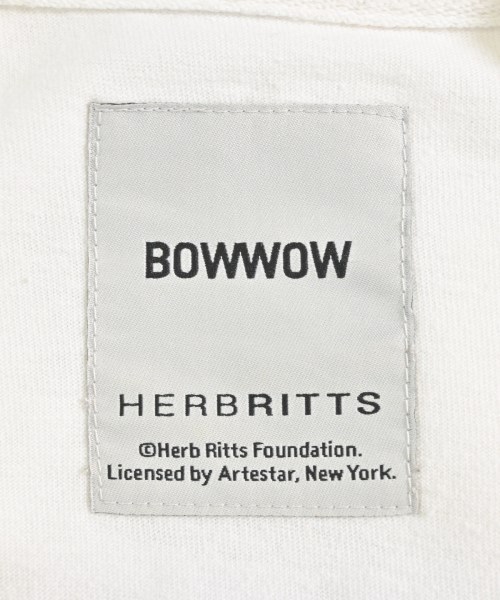 BOWWOW
HERBRITTS
©Herb Ritts Foundation.
Licensed by Artestar, New York.